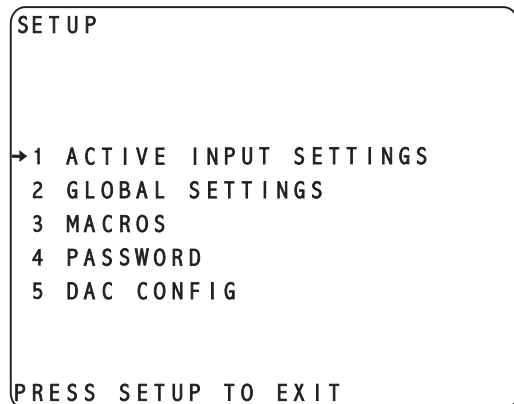 SETUP
→1 ACTIVE INPUT SETTINGS
2 GLOBAL SETTINGS
3 MACROS
4 PASSWORD
5 DAC CONFIG
PRESS SETUP TO EXIT